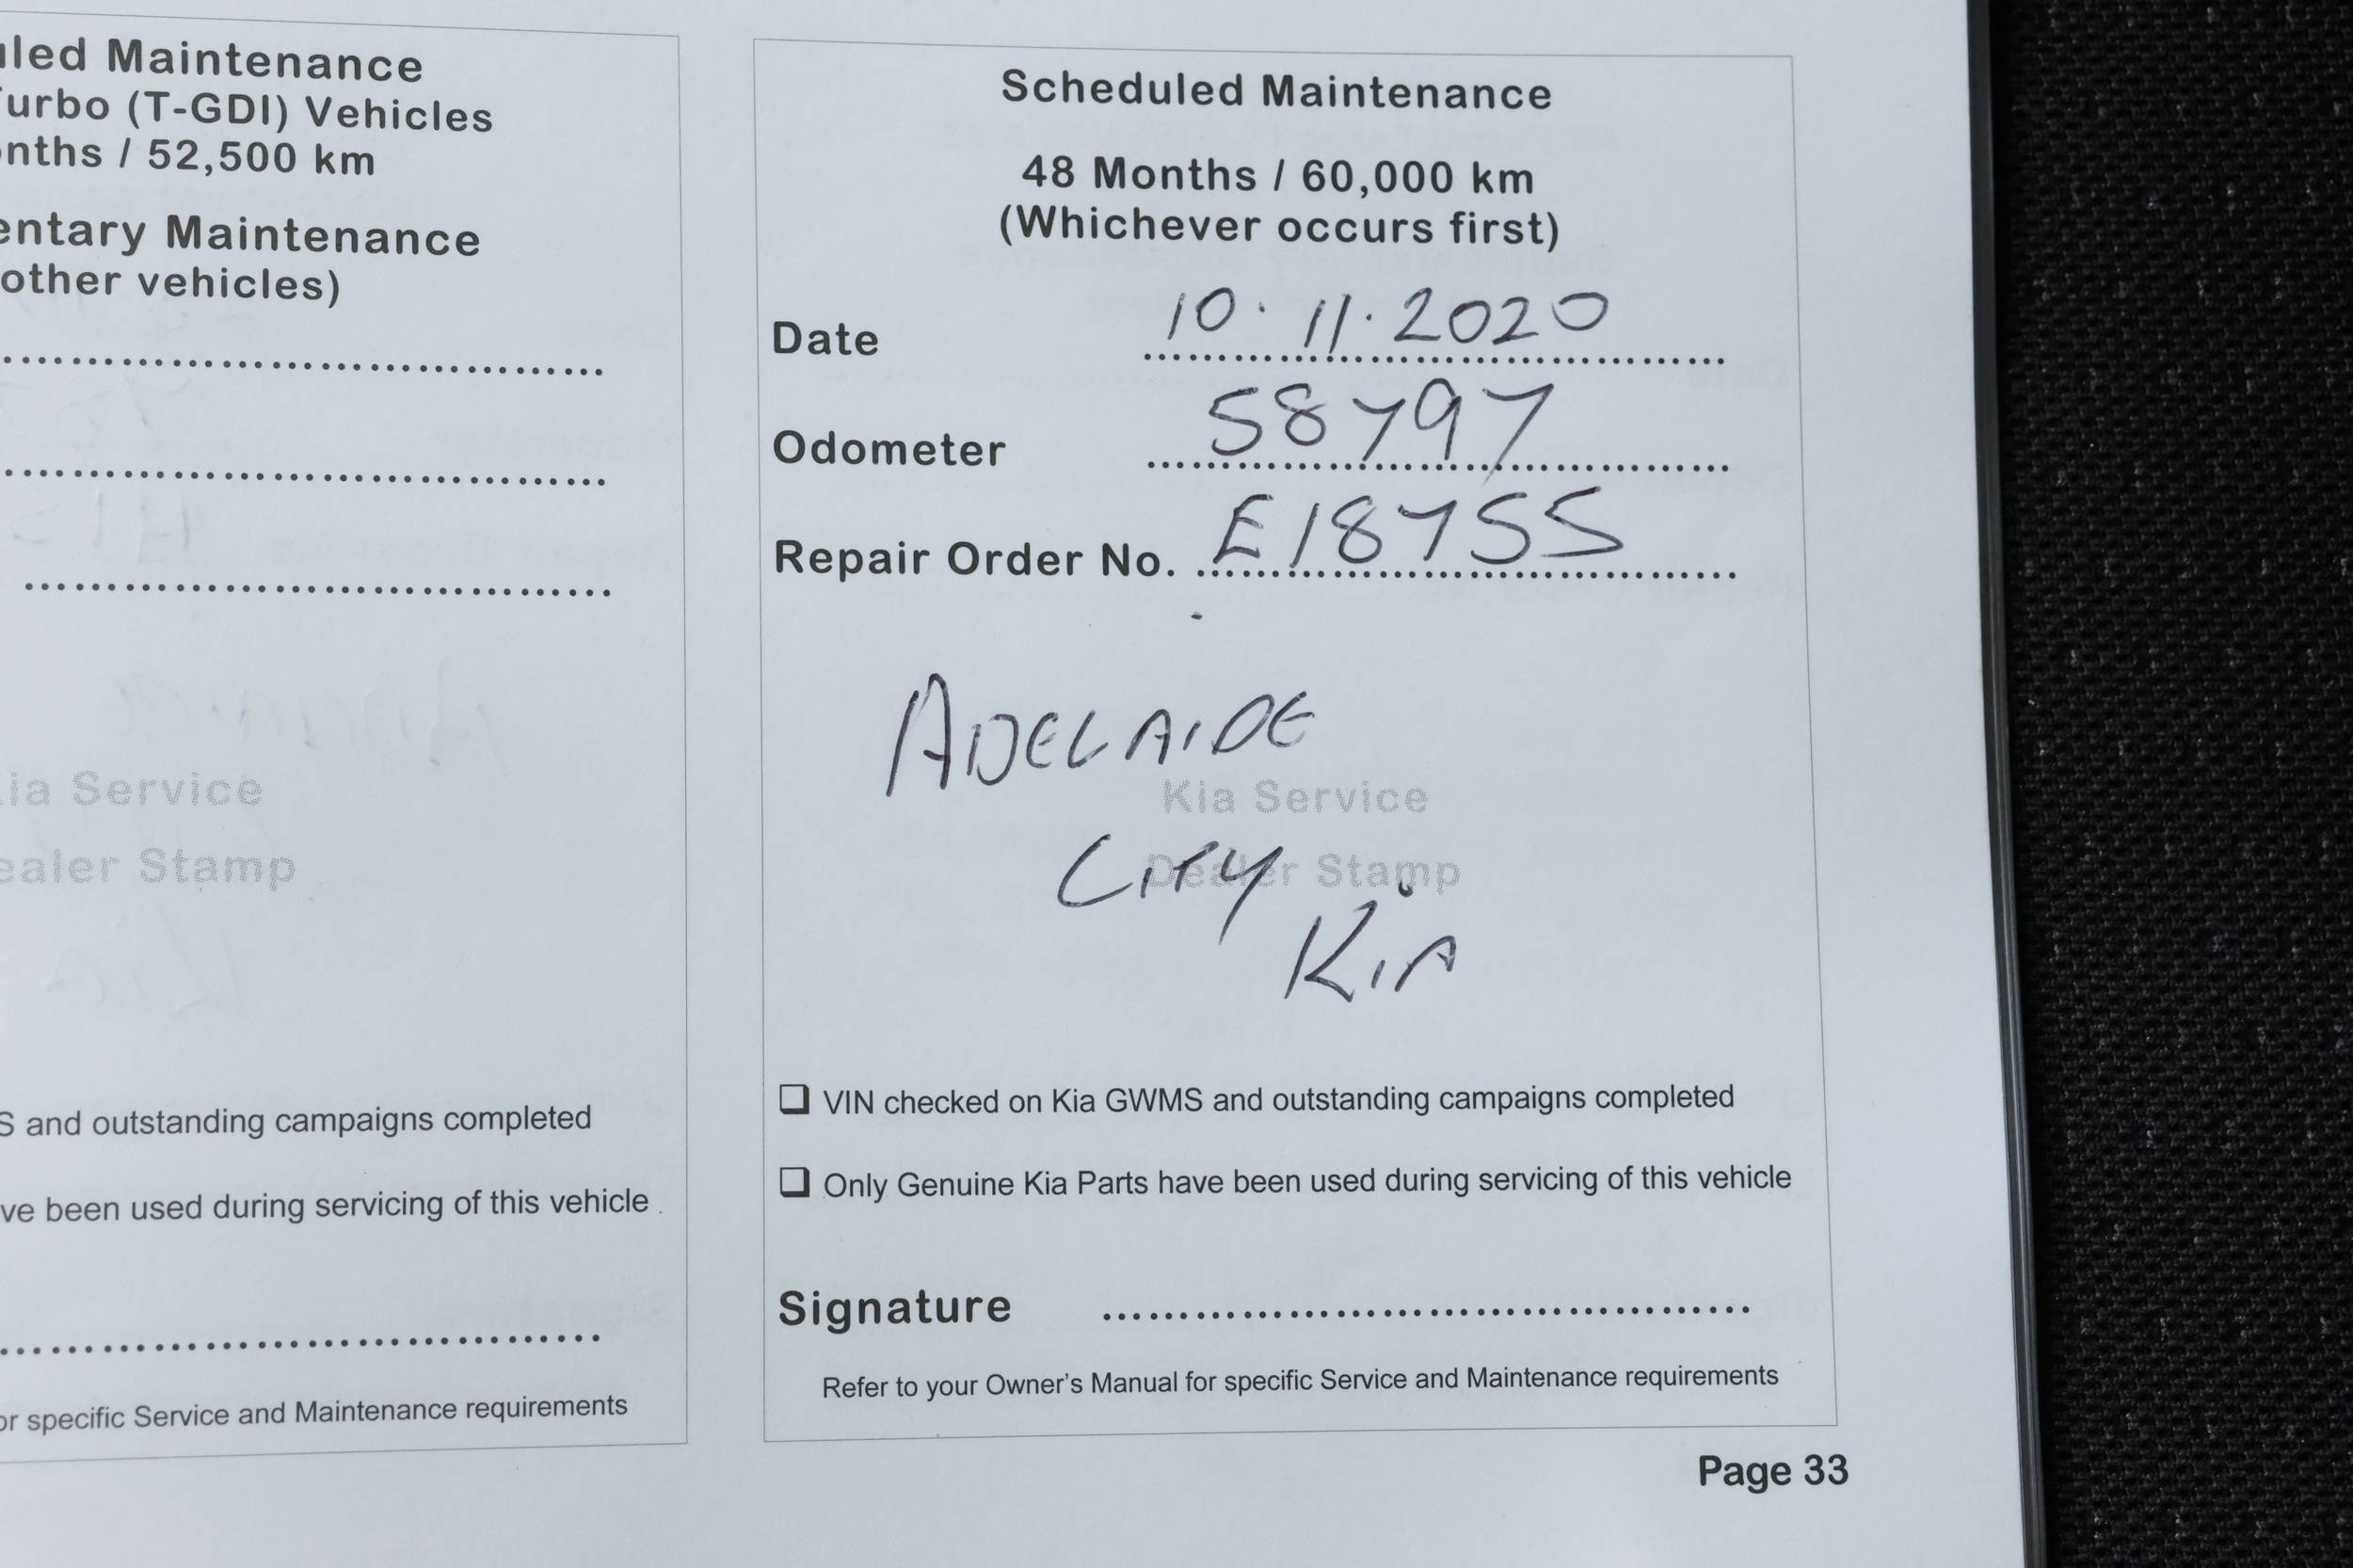 led Maintenance
Turbo (T-GDI) Vehicles
nths / 52,500 km
entary Maintenance
other vehicles)
ia Service
ealer Stamp
S and outstanding campaigns completed
ve been used during servicing of this vehicle
or specific Service and Maintenance requirements
Scheduled Maintenance
48 Months / 60,000 km
(Whichever occurs first)
Date 10.11.2020
Odometer 58797
Repair Order No. E18755
ADELAIDE
Kia Service
CITY
Dealer Stamp
KiA
❑ VIN checked on Kia GWMS and outstanding campaigns completed
❑ Only Genuine Kia Parts have been used during servicing of this vehicle
Signature
Refer to your Owner's Manual for specific Service and Maintenance requirements
Page 33